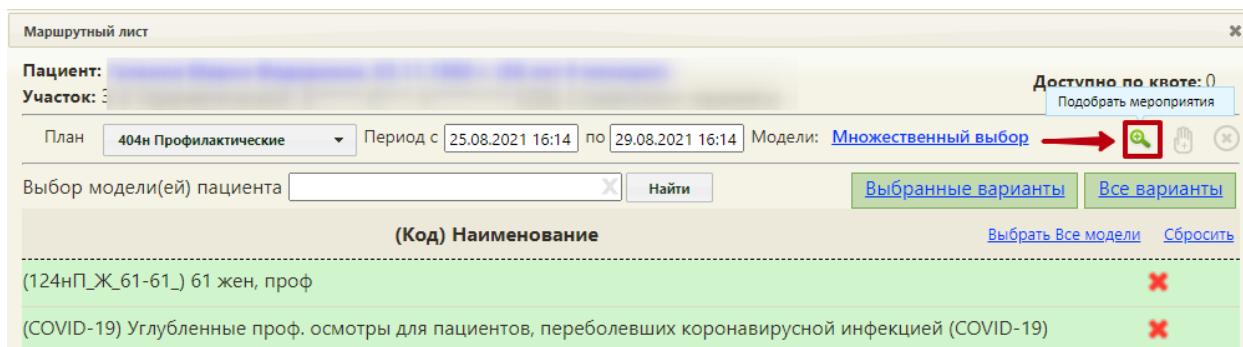 Маршрутный лист
Пациент:
Участок:
Доступно по квоте: 0
Подобрать мероприятия
План 404н Профилактические Период с 25.08.2021 16:14 по 29.08.2021 16:14 Модели: Множественный выбор
Выбор модели(ей) пациента Найти Выбранные варианты Все варианты
(Код) Наименование Выбрать Все модели Сбросить
(124нП_Ж_61-61_) 61 жен, проф
(COVID-19) Углубленные проф. осмотры для пациентов, переболевших коронавирусной инфекцией (COVID-19)